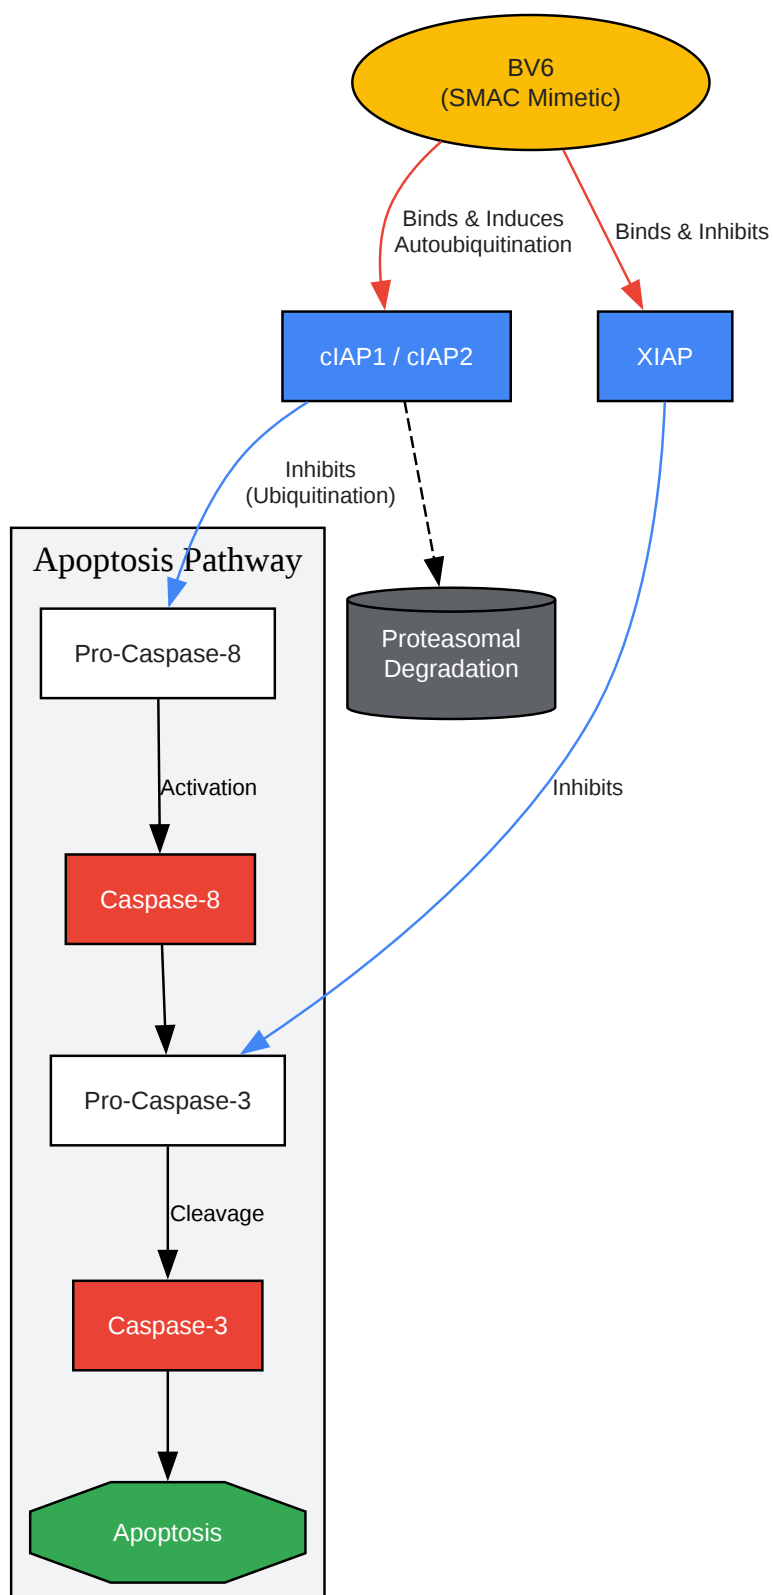 BV6
(SMAC Mimetic)
Binds & Induces
Autoubiquitination
Binds & Inhibits
cIAP1 / cIAP2
XIAP
Inhibits
(Ubiquitination)
Apoptosis Pathway
Pro-Caspase-8
Proteasomal
Degradation
Activation
Inhibits
Caspase-8
Pro-Caspase-3
Cleavage
Caspase-3
Apoptosis